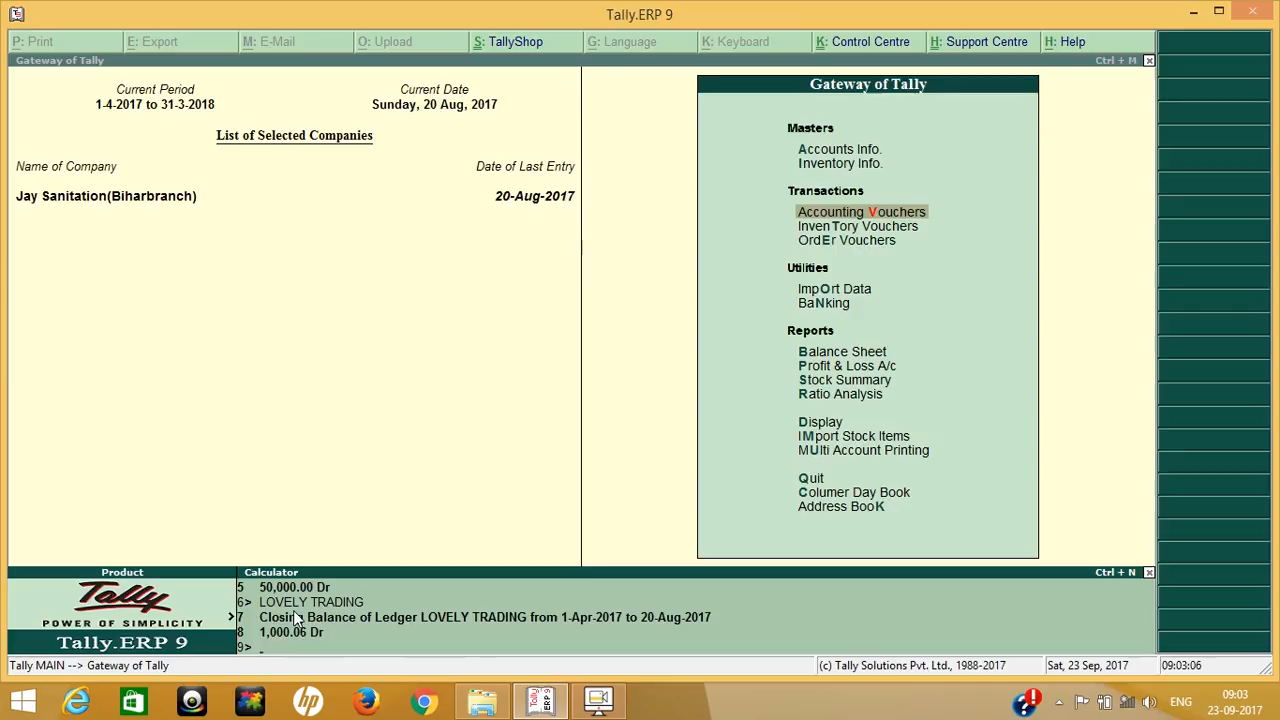 Tally.ERP 9
P: Print
E: Export
M: E-Mail
O: Upload
S: TallyShop
G: Language
K: Keyboard
K: Control Centre
H: Support Centre
H: Help
Gateway of Tally
Ctrl + M
Current Period
1-4-2017 to 31-3-2018
Current Date
Sunday, 20 Aug, 2017
List of Selected Companies
Name of Company
Date of Last Entry
Jay Sanitation(Biharbranch)
20-Aug-2017
Gateway of Tally
Masters
Accounts Info.
Inventory Info.
Transactions
Accounting Vouchers
InvenTory Vouchers
OrdEr Vouchers
Utilities
ImpOrt Data
BaNking
Reports
Balance Sheet
Profit & Loss A/c
Stock Summary
Ratio Analysis
Display
IMport Stock Items
MUlti Account Printing
Quit
Columer Day Book
Address BooK
Product
Tally
POWER OF SIMPLICITY
Tally.ERP 9
Calculator
Ctrl + N
5 50,000.00 Dr
6> LOVELY TRADING
7 Closing Balance of Ledger LOVELY TRADING from 1-Apr-2017 to 20-Aug-2017
8 1,000.06 Dr
9>
Tally MAIN --> Gateway of Tally
(c) Tally Solutions Pvt. Ltd., 1988-2017
Sat, 23 Sep, 2017
09:03:06
ENG
09:03
23-09-2017